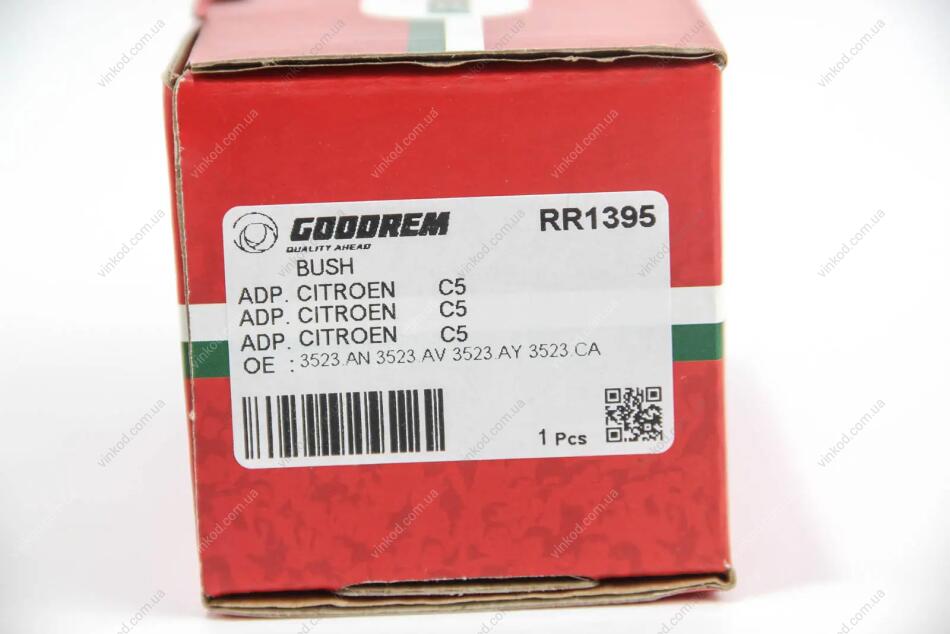 GOODREM
QUALITY AHEAD
RR1395
BUSH
ADP. CITROEN C5
ADP. CITROEN C5
ADP. CITROEN C5
OE : 3523.AN 3523.AV 3523.AY 3523.CA
1 Pcs
vinkod.com.ua